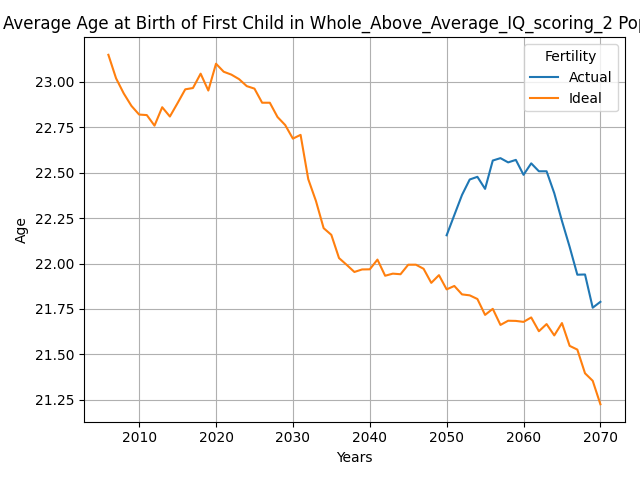 Average Age at Birth of First Child in Whole_Above_Average_IQ_scoring_2 Po
Fertility
Actual
Ideal
23.00
22.75
22.50
22.25
22.00
21.75
21.50
21.25
Age
2010 2020 2030 2040 2050 2060 2070
Years